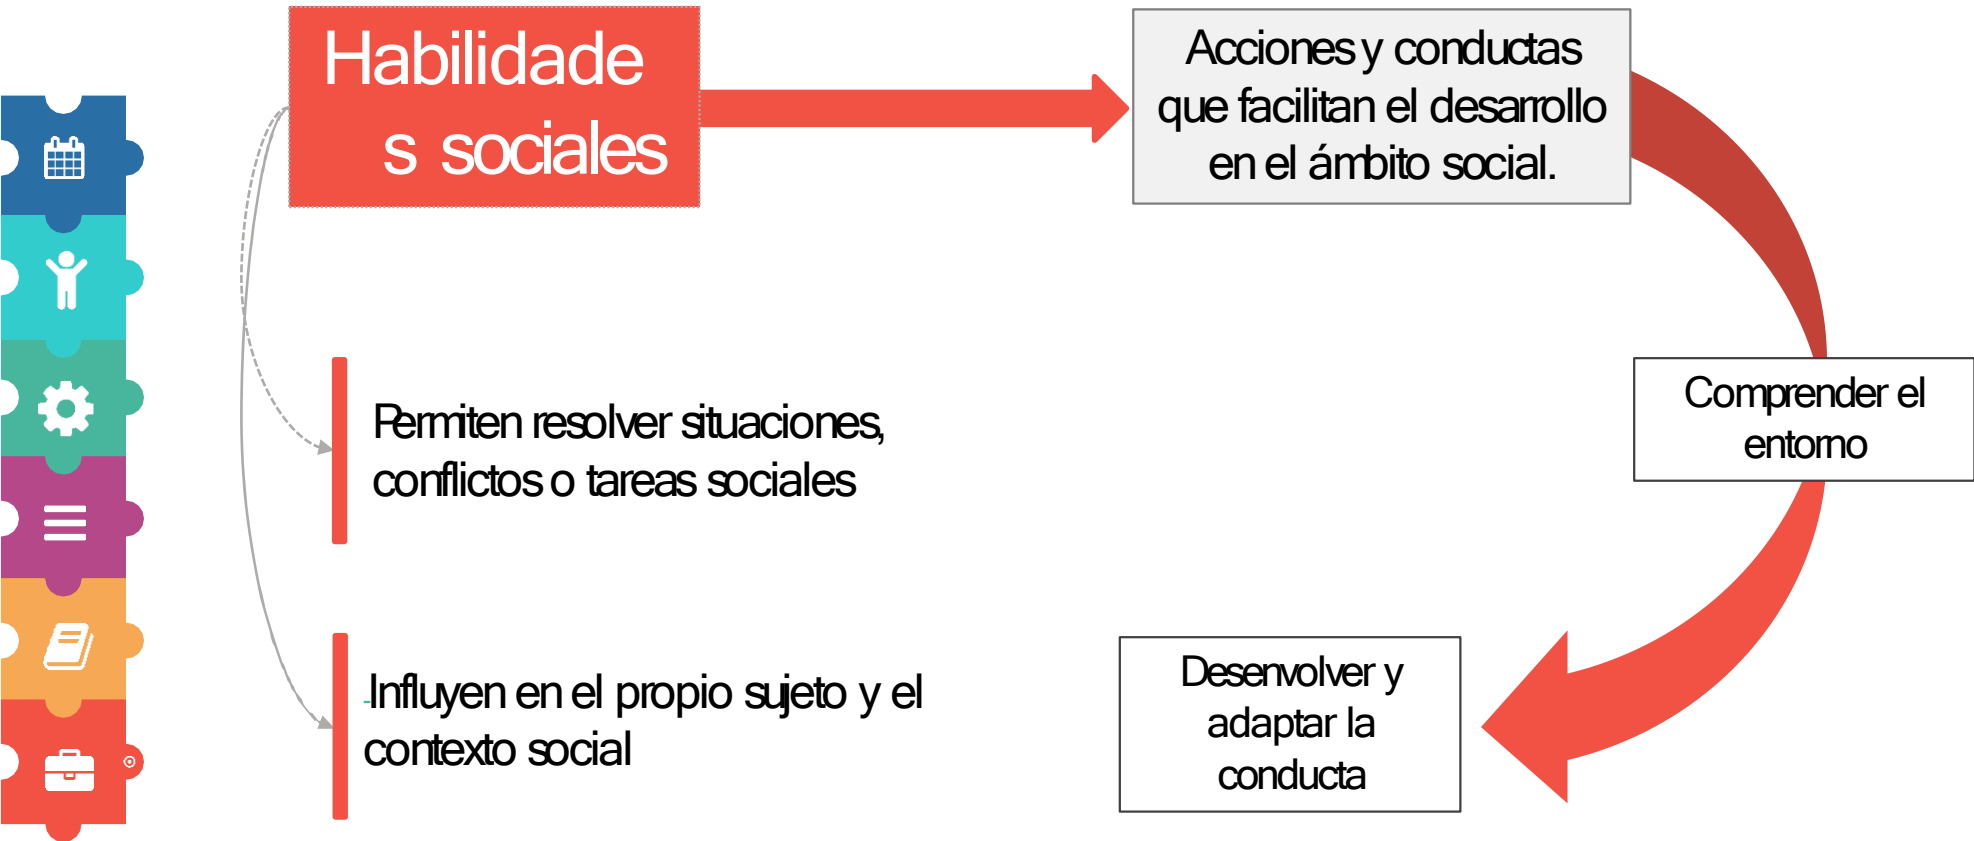 Habilidade
s sociales
Acciones y conductas
que facilitan el desarrollo
en el ámbito social.
Comprender el
entorno
Permiten resolver situaciones,
conflictos o tareas sociales
-Influyen en el propio sujeto y el
contexto social
Desenvolver y
adaptar la
conducta